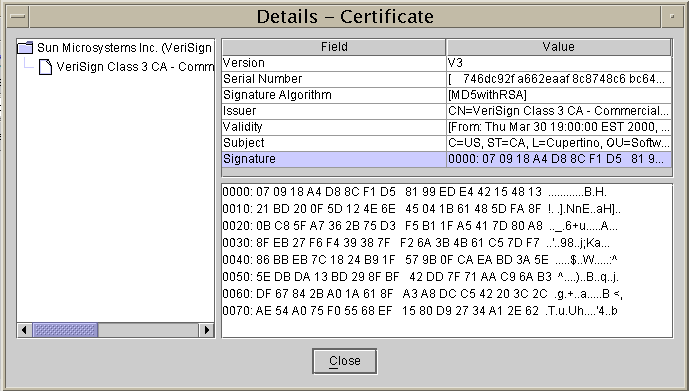 Details – Certificate
Sun Microsystems Inc. (VeriSign
VeriSign Class 3 CA - Comm
Field Value
Version V3
Serial Number [    746dc92f a662eaaf 8c8748c6 bc64...
Signature Algorithm [MD5withRSA]
Issuer CN=VeriSign Class 3 CA - Commercial...
Validity [From: Thu Mar 30 19:00:00 EST 2000, ...
Subject C=US, ST=CA, L=Cupertino, OU=Softw...
Signature 0000: 07 09 18 A4 D8 8C F1 D5   81 9...
0000: 07 09 18 A4 D8 8C F1 D5   81 99 ED E4 42 15 48 13  ............B.H.
0010: 21 BD 20 0F 5D 12 4E 6E   45 04 1B 61 48 5D FA 8F  !. .].NnE..aH]..
0020: 0B C8 5F A7 36 2B 75 D3   F5 B1 1F A5 41 7D 80 A8  .._.6+u.....A...
0030: 8F EB 27 F6 F4 39 38 7F   F2 6A 3B 4B 61 C5 7D F7  ..'..98..j;Ka...
0040: 86 BB EB 7C 18 24 B9 1F   57 9B 0F CA EA BD 3A 5E  .....$..W.....:^
0050: 5E DB DA 13 BD 29 8F BF   42 DD 7F 71 AA C9 6A B3  ^....)..B..q..j.
0060: DF 67 84 2B A0 1A 61 8F   A3 A8 DC C5 42 20 3C 2C  .g.+..a.....B <,
0070: AE 54 A0 75 F0 55 68 EF   15 80 D9 27 34 A1 2E 62  .T.u.Uh....'4..b
Close